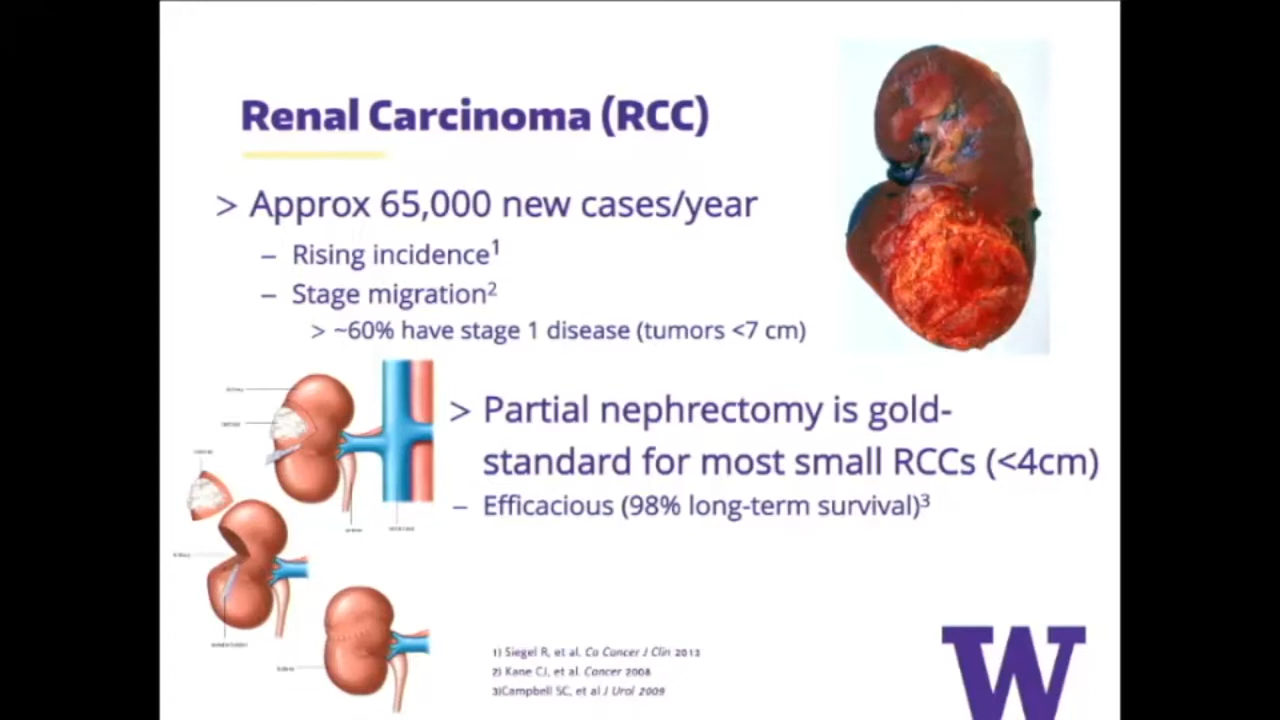 Renal Carcinoma (RCC)
> Approx 65,000 new cases/year
– Rising incidence1
– Stage migration2
> ~60% have stage 1 disease (tumors <7 cm)
> Partial nephrectomy is gold-
standard for most small RCCs (<4cm)
– Efficacious (98% long-term survival)3
1) Siegel R, et al. Ca Cancer J Clin 2013
2) Kane CJ, et al. Cancer 2008
3)Campbell SC, et al J Urol 2009
W